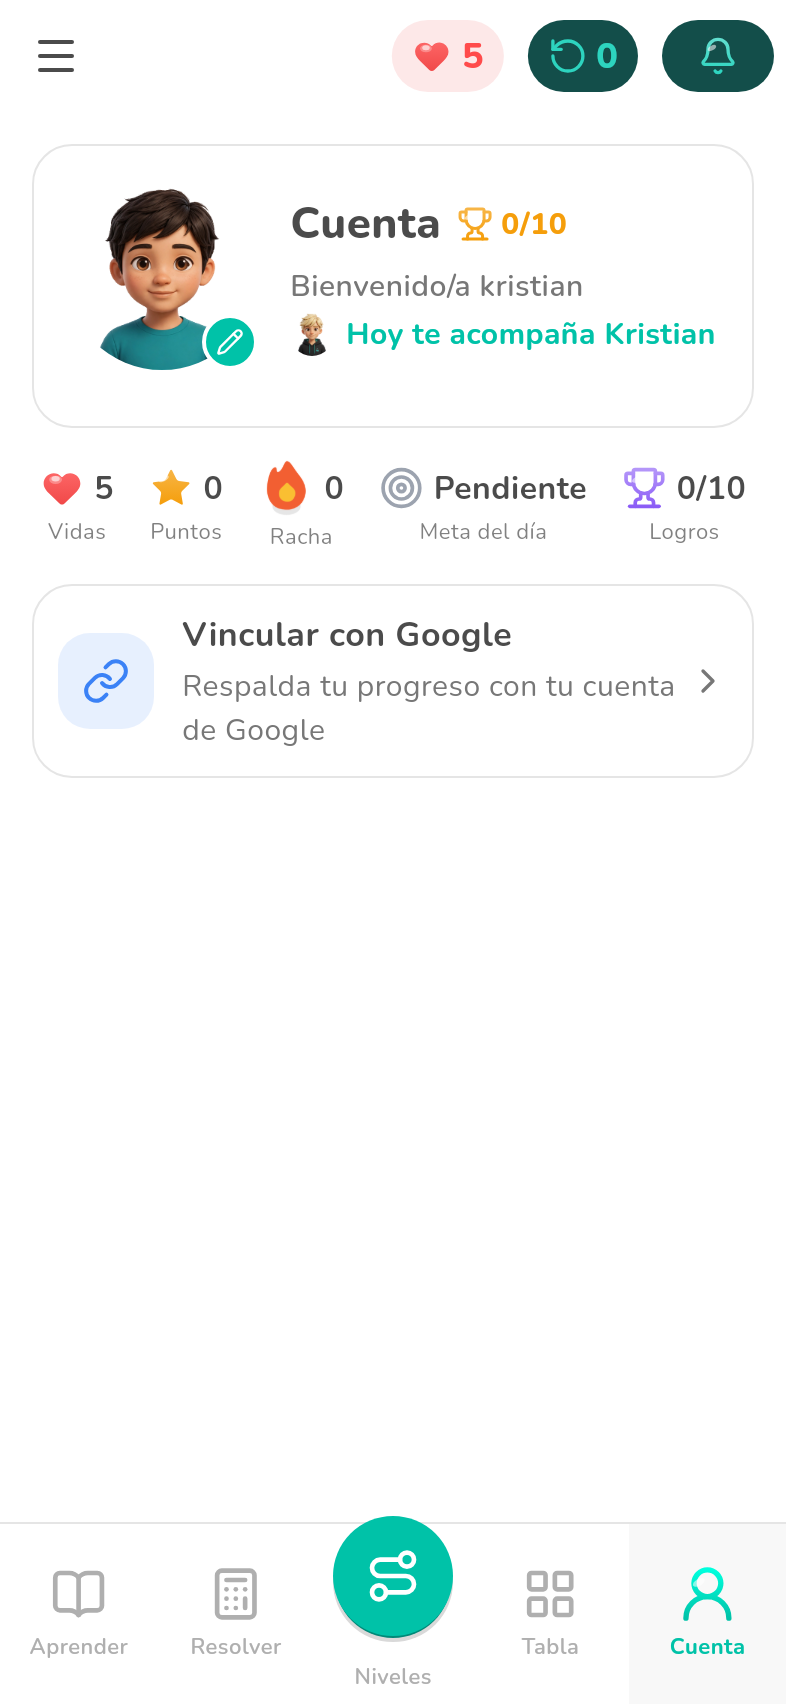 5
0
Cuenta 0/10
Bienvenido/a kristian
Hoy te acompaña Kristian
5 0 0 Pendiente 0/10
Vidas Puntos Racha Meta del día Logros
Vincular con Google
Respalda tu progreso con tu cuenta
de Google
Aprender Resolver Niveles Tabla Cuenta